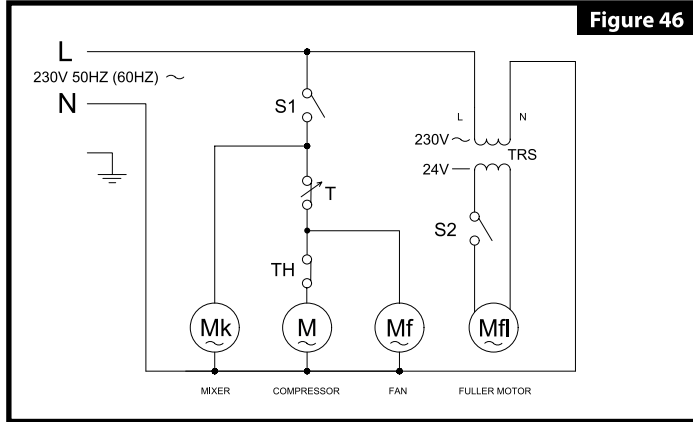 Figure 46
L
230V 50HZ (60HZ) ~
N
S1
L N
230V ~
TRS
24V
T
S2
TH
Mk M Mf Mfl
MIXER COMPRESSOR FAN FULLER MOTOR